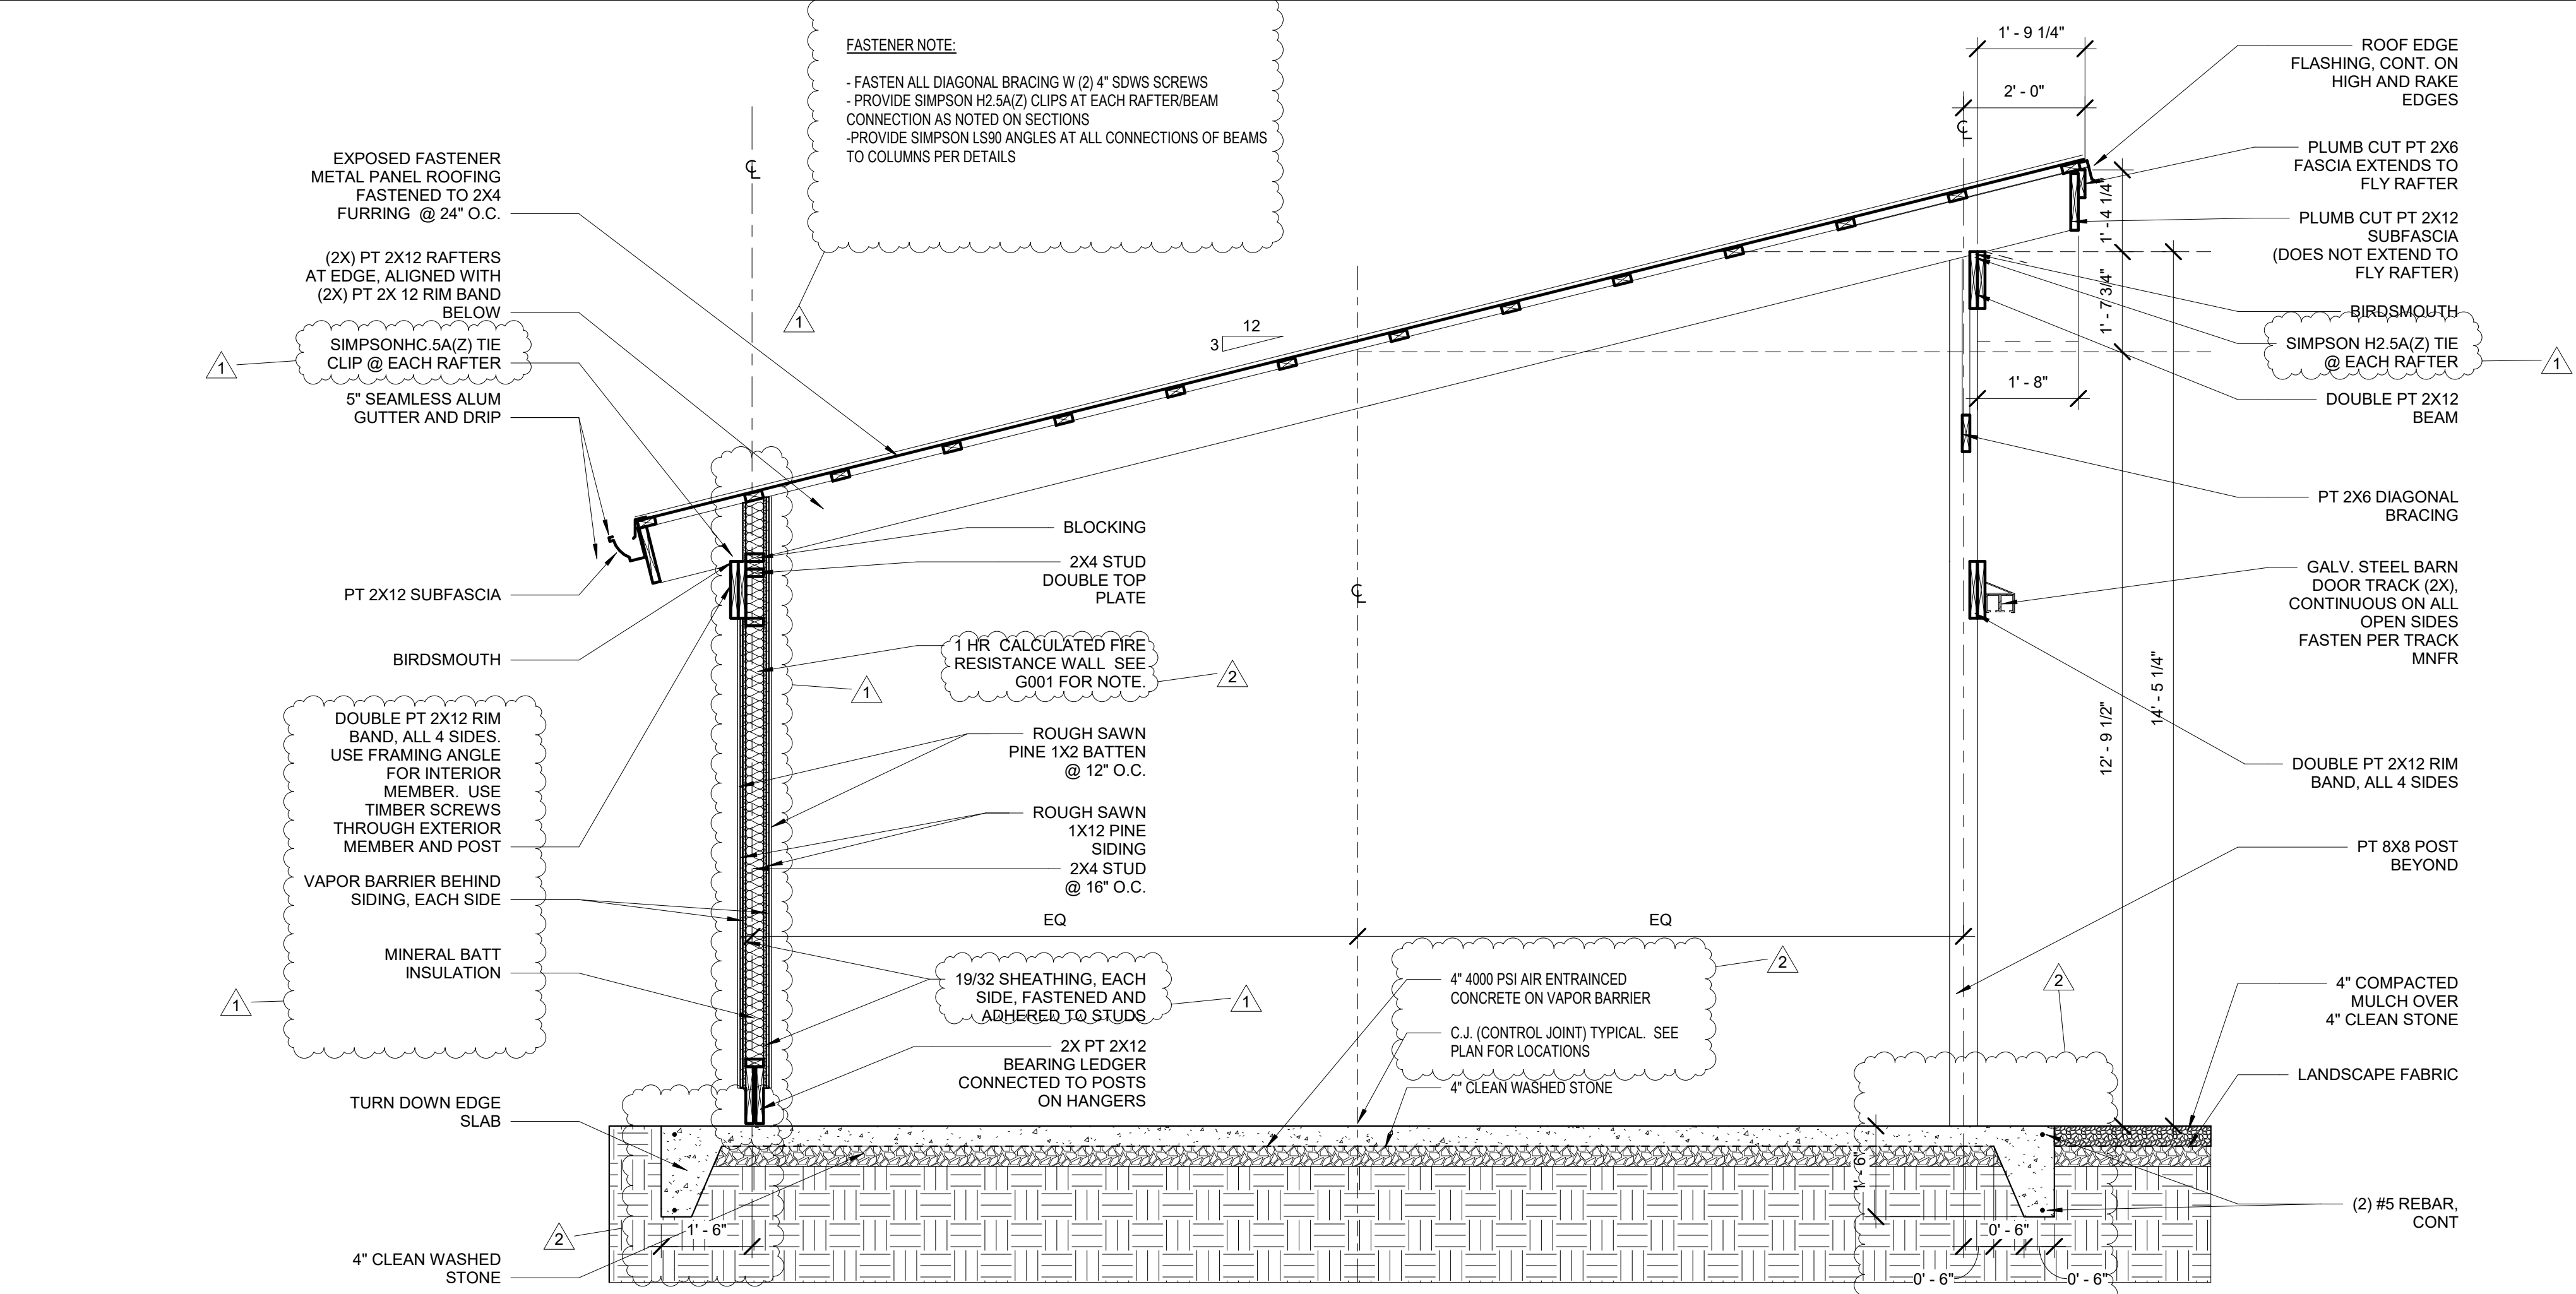 FASTENER NOTE:
- FASTEN ALL DIAGONAL BRACING W (2) 4" SDWS SCREWS
- PROVIDE SIMPSON H2.5A(Z) CLIPS AT EACH RAFTER/BEAM
CONNECTION AS NOTED ON SECTIONS
-PROVIDE SIMPSON LS90 ANGLES AT ALL CONNECTIONS OF BEAMS
TO COLUMNS PER DETAILS
1
EXPOSED FASTENER
METAL PANEL ROOFING
FASTENED TO 2X4
FURRING @ 24" O.C.
(2X) PT 2X12 RAFTERS
AT EDGE, ALIGNED WITH
(2X) PT 2X 12 RIM BAND
BELOW
SIMPSONHC.5A(Z) TIE
CLIP @ EACH RAFTER
1
5" SEAMLESS ALUM
GUTTER AND DRIP
PT 2X12 SUBFASCIA
BIRDSMOUTH
DOUBLE PT 2X12 RIM
BAND, ALL 4 SIDES.
USE FRAMING ANGLE
FOR INTERIOR
MEMBER. USE
TIMBER SCREWS
THROUGH EXTERIOR
MEMBER AND POST
VAPOR BARRIER BEHIND
SIDING, EACH SIDE
MINERAL BATT
INSULATION
1
TURN DOWN EDGE
SLAB
2
4" CLEAN WASHED
STONE
℄
12
3
℄
BLOCKING
2X4 STUD
DOUBLE TOP
PLATE
1 HR CALCULATED FIRE
RESISTANCE WALL SEE
G001 FOR NOTE.
1
2
ROUGH SAWN
PINE 1X2 BATTEN
@ 12" O.C.
ROUGH SAWN
1X12 PINE
SIDING
2X4 STUD
@ 16" O.C.
EQ
EQ
19/32 SHEATHING, EACH
SIDE, FASTENED AND
ADHERED TO STUDS
1
2X PT 2X12
BEARING LEDGER
CONNECTED TO POSTS
ON HANGERS
4" 4000 PSI AIR ENTRAINCED
CONCRETE ON VAPOR BARRIER
C.J. (CONTROL JOINT) TYPICAL. SEE
PLAN FOR LOCATIONS
2
4" CLEAN WASHED STONE
1' - 6"
1' - 9 1/4"
2' - 0"
℄
1' - 4 1/4"
1' - 7 3/4"
1' - 8"
12' - 9 1/2"
14' - 5 1/4"
ROOF EDGE
FLASHING, CONT. ON
HIGH AND RAKE
EDGES
PLUMB CUT PT 2X6
FASCIA EXTENDS TO
FLY RAFTER
PLUMB CUT PT 2X12
SUBFASCIA
(DOES NOT EXTEND TO
FLY RAFTER)
BIRDSMOUTH
SIMPSON H2.5A(Z) TIE
@ EACH RAFTER
1
DOUBLE PT 2X12
BEAM
PT 2X6 DIAGONAL
BRACING
GALV. STEEL BARN
DOOR TRACK (2X),
CONTINUOUS ON ALL
OPEN SIDES
FASTEN PER TRACK
MNFR
DOUBLE PT 2X12 RIM
BAND, ALL 4 SIDES
PT 8X8 POST
BEYOND
2
4" COMPACTED
MULCH OVER
4" CLEAN STONE
LANDSCAPE FABRIC
(2) #5 REBAR,
CONT
1' - 6"
0' - 6"
0' - 6"
0' - 6"